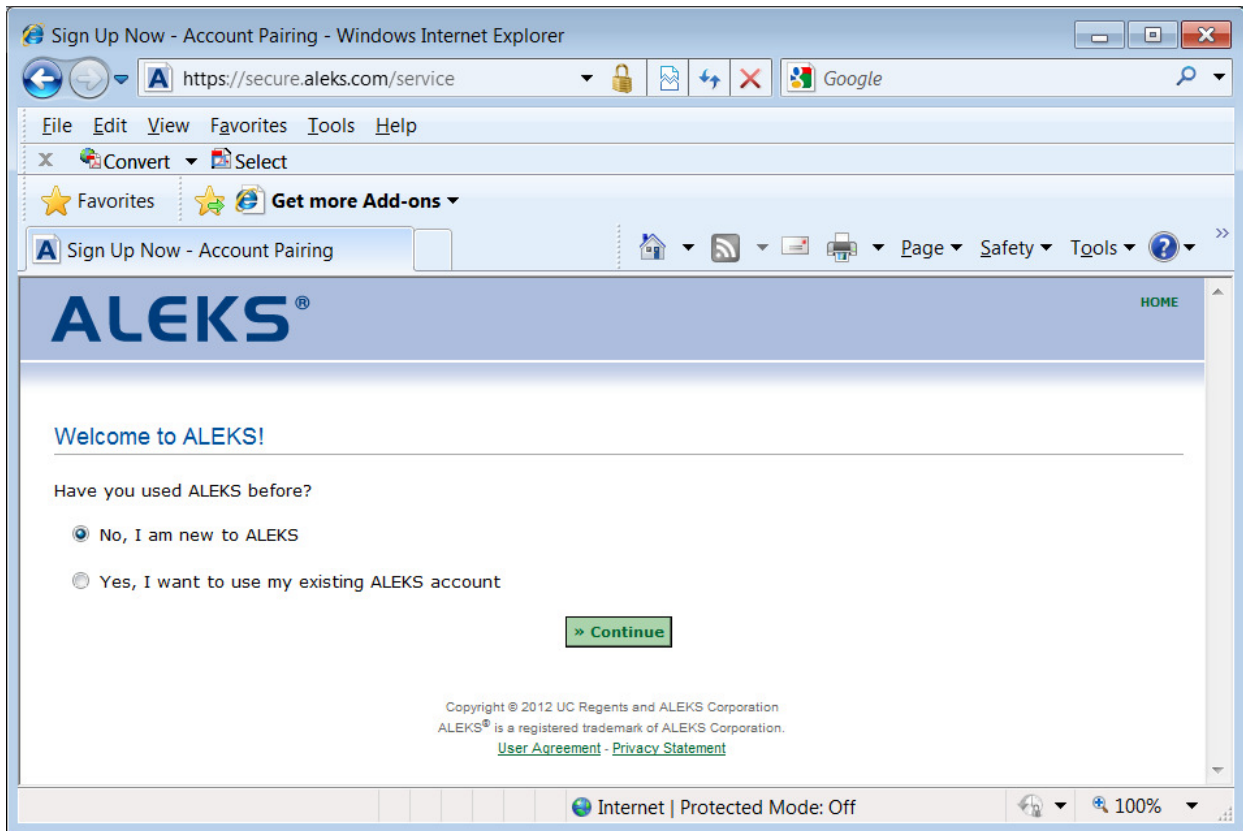 Sign Up Now - Account Pairing - Windows Internet Explorer
https://secure.aleks.com/service
Google
File Edit View Favorites Tools Help
x Convert Select
Favorites Get more Add-ons
A Sign Up Now - Account Pairing
Page Safety Tools ? »
ALEKS®
HOME
Welcome to ALEKS!
Have you used ALEKS before?
No, I am new to ALEKS
Yes, I want to use my existing ALEKS account
» Continue
Copyright © 2012 UC Regents and ALEKS Corporation
ALEKS® is a registered trademark of ALEKS Corporation.
User Agreement - Privacy Statement
Internet | Protected Mode: Off
100%